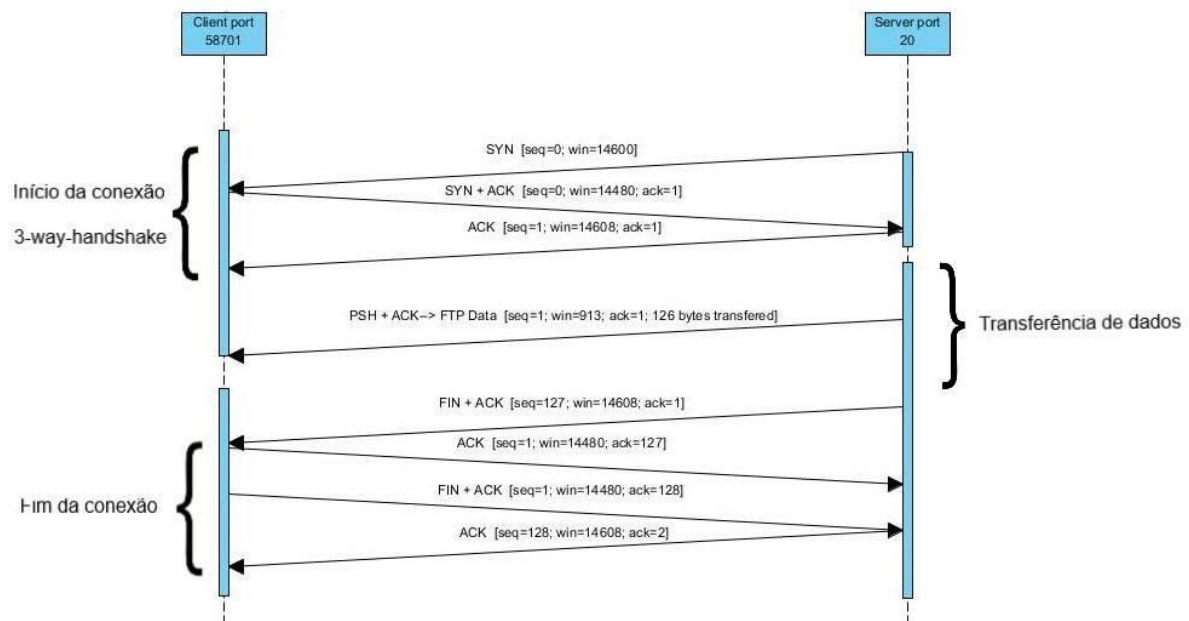 Client port
58701
Server port
20
SYN [seq=0; win=14600]
SYN + ACK [seq=0; win=14480; ack=1]
ACK [seq=1; win=14608; ack=1]
Início da conexão
3-way-handshake
PSH + ACK–> FTP Data [seq=1; win=913; ack=1; 126 bytes transfered]
Transferência de dados
FIN + ACK [seq=127; win=14608; ack=1]
ACK [seq=1; win=14480; ack=127]
FIN + ACK [seq=1; win=14480; ack=128]
ACK [seq=128; win=14608; ack=2]
Fim da conexão